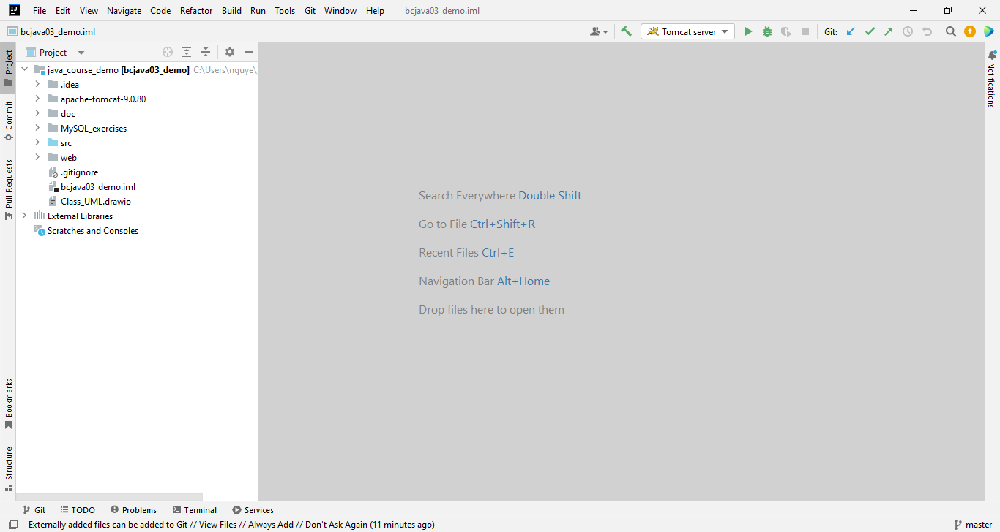 IJ File Edit View Navigate Code Refactor Build Run Tools Git Window Help bcjava03_demo.iml
bcjava03_demo.iml Tomcat server Git:
Project
java_course_demo [bcjava03_demo] C:\Users\nguye\j
.idea
apache-tomcat-9.0.80
doc
MySQL_exercises
src
web
.gitignore
bcjava03_demo.iml
Class_UML.drawio
External Libraries
Scratches and Consoles
Project
Commit
Pull Requests
Bookmarks
Structure
Search Everywhere Double Shift
Go to File Ctrl+Shift+R
Recent Files Ctrl+E
Navigation Bar Alt+Home
Drop files here to open them
Notifications
Git TODO Problems Terminal Services
Externally added files can be added to Git // View Files // Always Add // Don't Ask Again (11 minutes ago) master